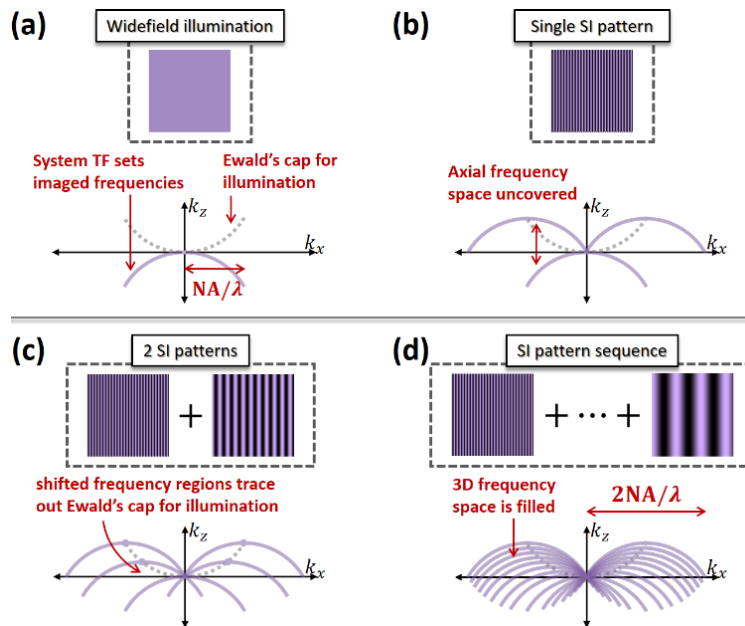 (a)
Widefield illumination
System TF sets
imaged frequencies
Ewald's cap for
illumination
k_z
k_x
NA/λ
(b)
Single SI pattern
Axial frequency
space uncovered
k_z
k_x
(c)
2 SI patterns
+
shifted frequency regions trace
out Ewald's cap for illumination
k_z
k_x
(d)
SI pattern sequence
+ ··· +
3D frequency
space is filled
2NA/λ
k_z
k_x